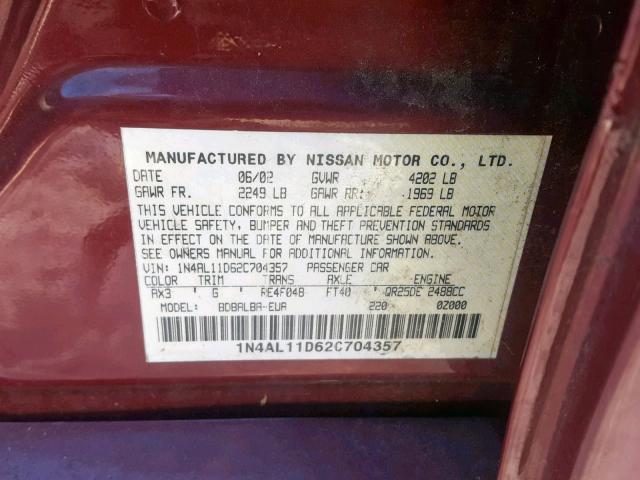 MANUFACTURED BY NISSAN MOTOR CO., LTD.
DATE 06/02 GVWR 4202 LB
GAWR FR. 2249 LB GAWR RR. 1969 LB
THIS VEHICLE CONFORMS TO ALL APPLICABLE FEDERAL MOTOR
VEHICLE SAFETY, BUMPER AND THEFT PREVENTION STANDARDS
IN EFFECT ON THE DATE OF MANUFACTURE SHOWN ABOVE.
SEE OWNERS MANUAL FOR ADDITIONAL INFORMATION
VIN: 1N4AL11D62C704357 PASSENGER CAR
COLOR TRIM TRANS AXLE ENGINE
AX3 ' G ' RE4F04B FT40 ' QR25DE 2488CC
MODEL: BDBALBA-EUA 220 0Z000
1N4AL11D62C704357